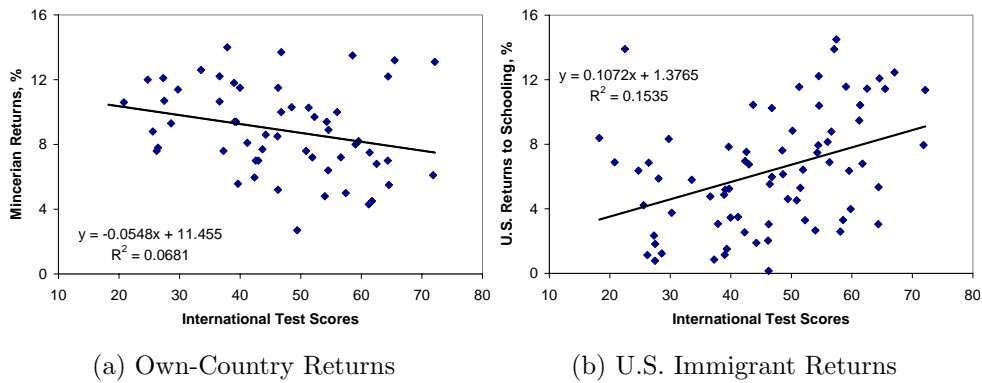 16
12
8
4
0
Mincerian Returns, %
y = -0.0548x + 11.455
R² = 0.0681
10 20 30 40 50 60 70 80
International Test Scores
(a) Own-Country Returns
16
12
8
4
0
U.S. Returns to Schooling, %
y = 0.1072x + 1.3765
R² = 0.1535
10 20 30 40 50 60 70 80
International Test Scores
(b) U.S. Immigrant Returns